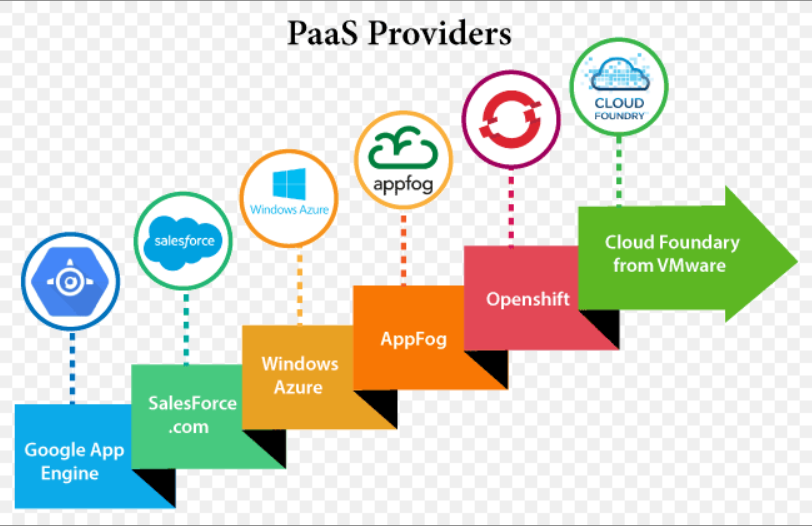 PaaS Providers
CLOUD
FOUNDRY
appfog
Windows Azure
salesforce
Cloud Foundary
from VMware
Openshift
AppFog
Windows
Azure
SalesForce
.com
Google App
Engine